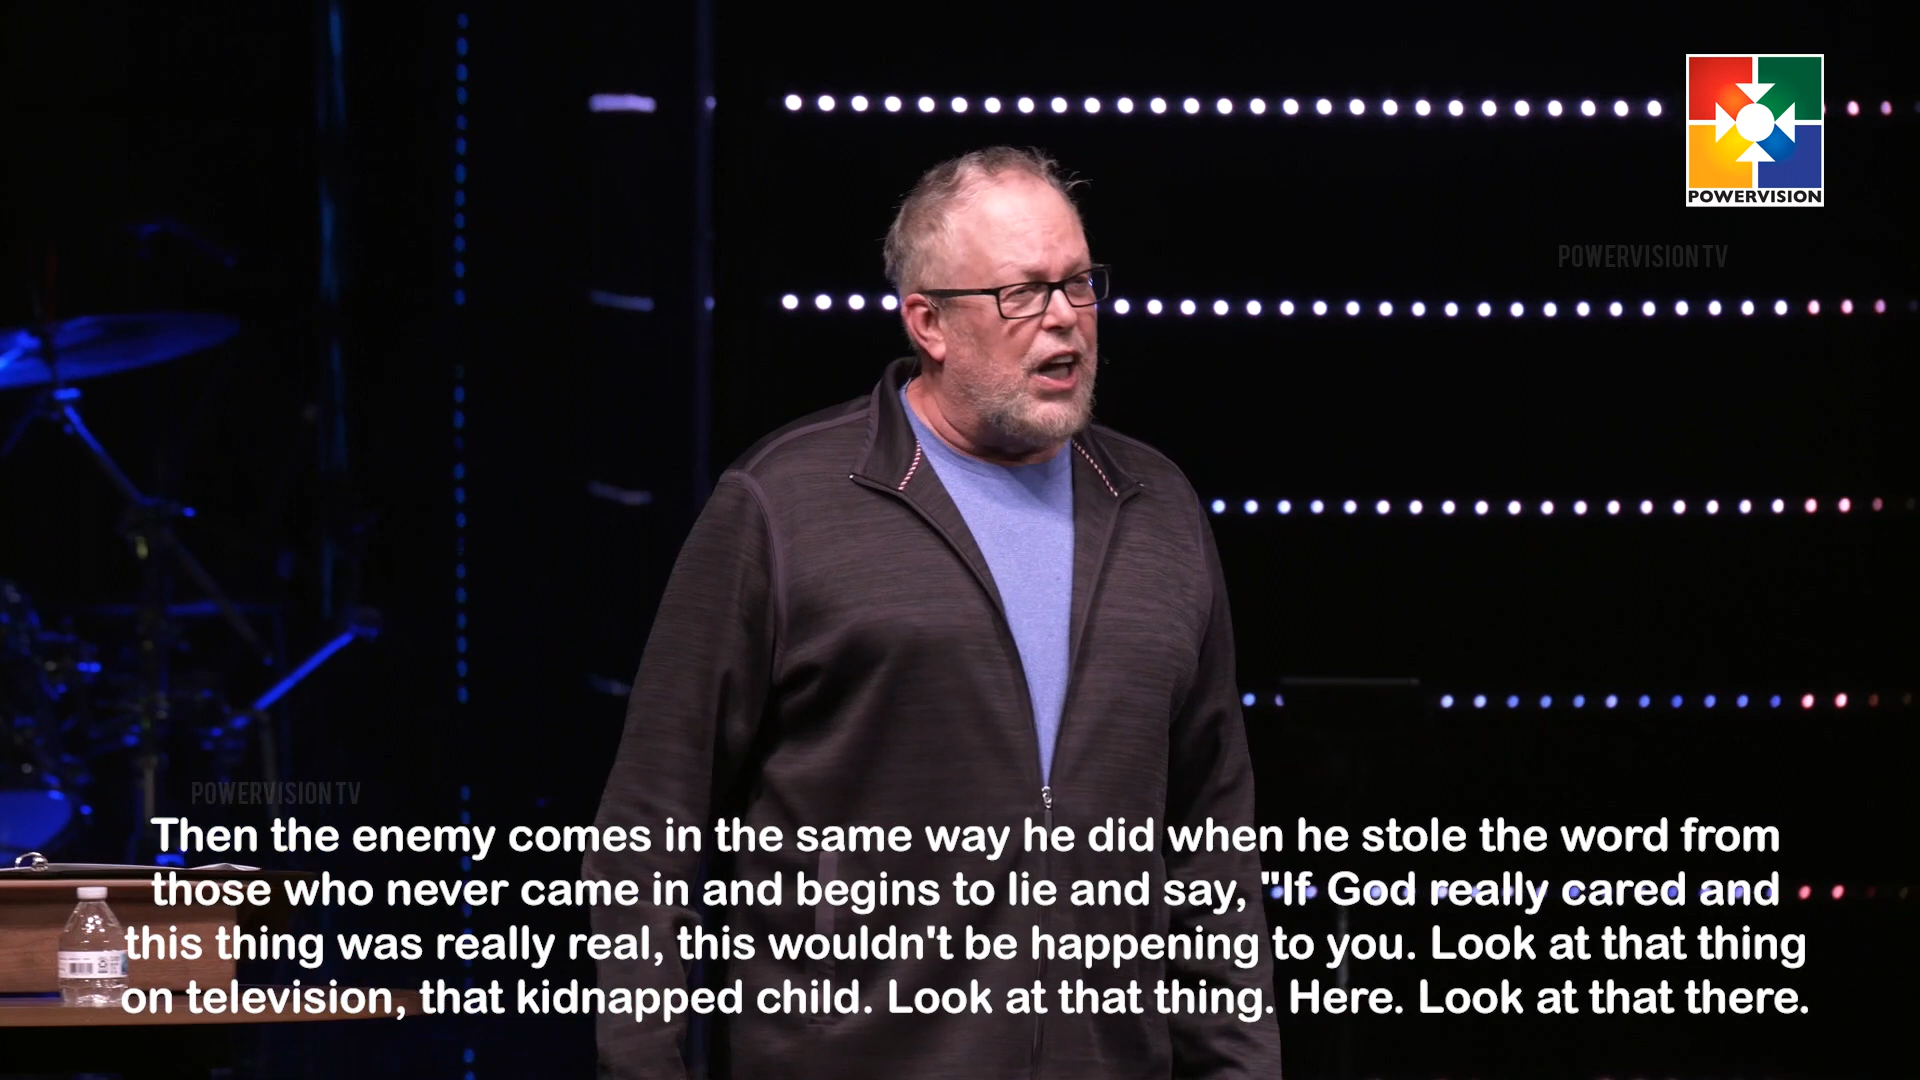 POWERVISION
POWERVISION TV
POWERVISION TV
Then the enemy comes in the same way he did when he stole the word from
those who never came in and begins to lie and say, "If God really cared and
this thing was really real, this wouldn't be happening to you. Look at that thing
on television, that kidnapped child. Look at that thing. Here. Look at that there.